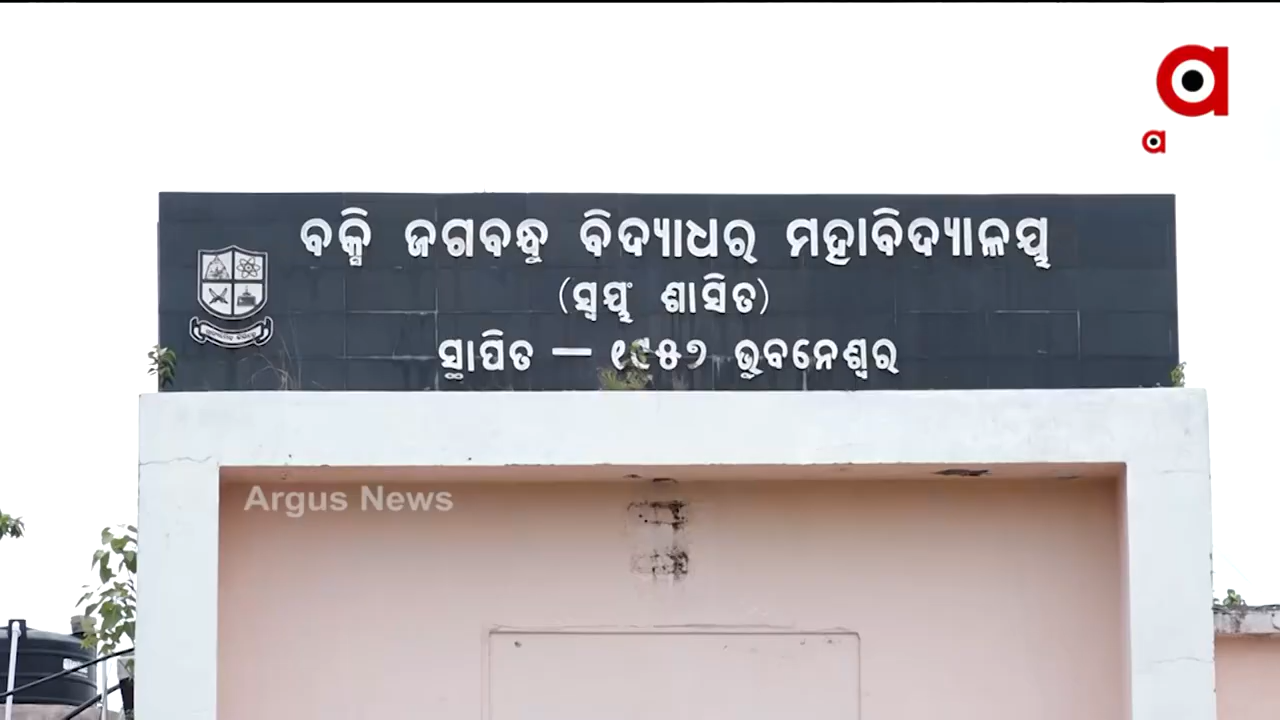 ବକ୍ସି ଜଗବନ୍ଧୁ ବିଦ୍ୟାଧର ମହାବିଦ୍ୟାଳୟ
(ସ୍ୱୟଂ ଶାସିତ)
ସ୍ଥାପିତ — ୧୯୫୭ ଭୁବନେଶ୍ୱର
Argus News